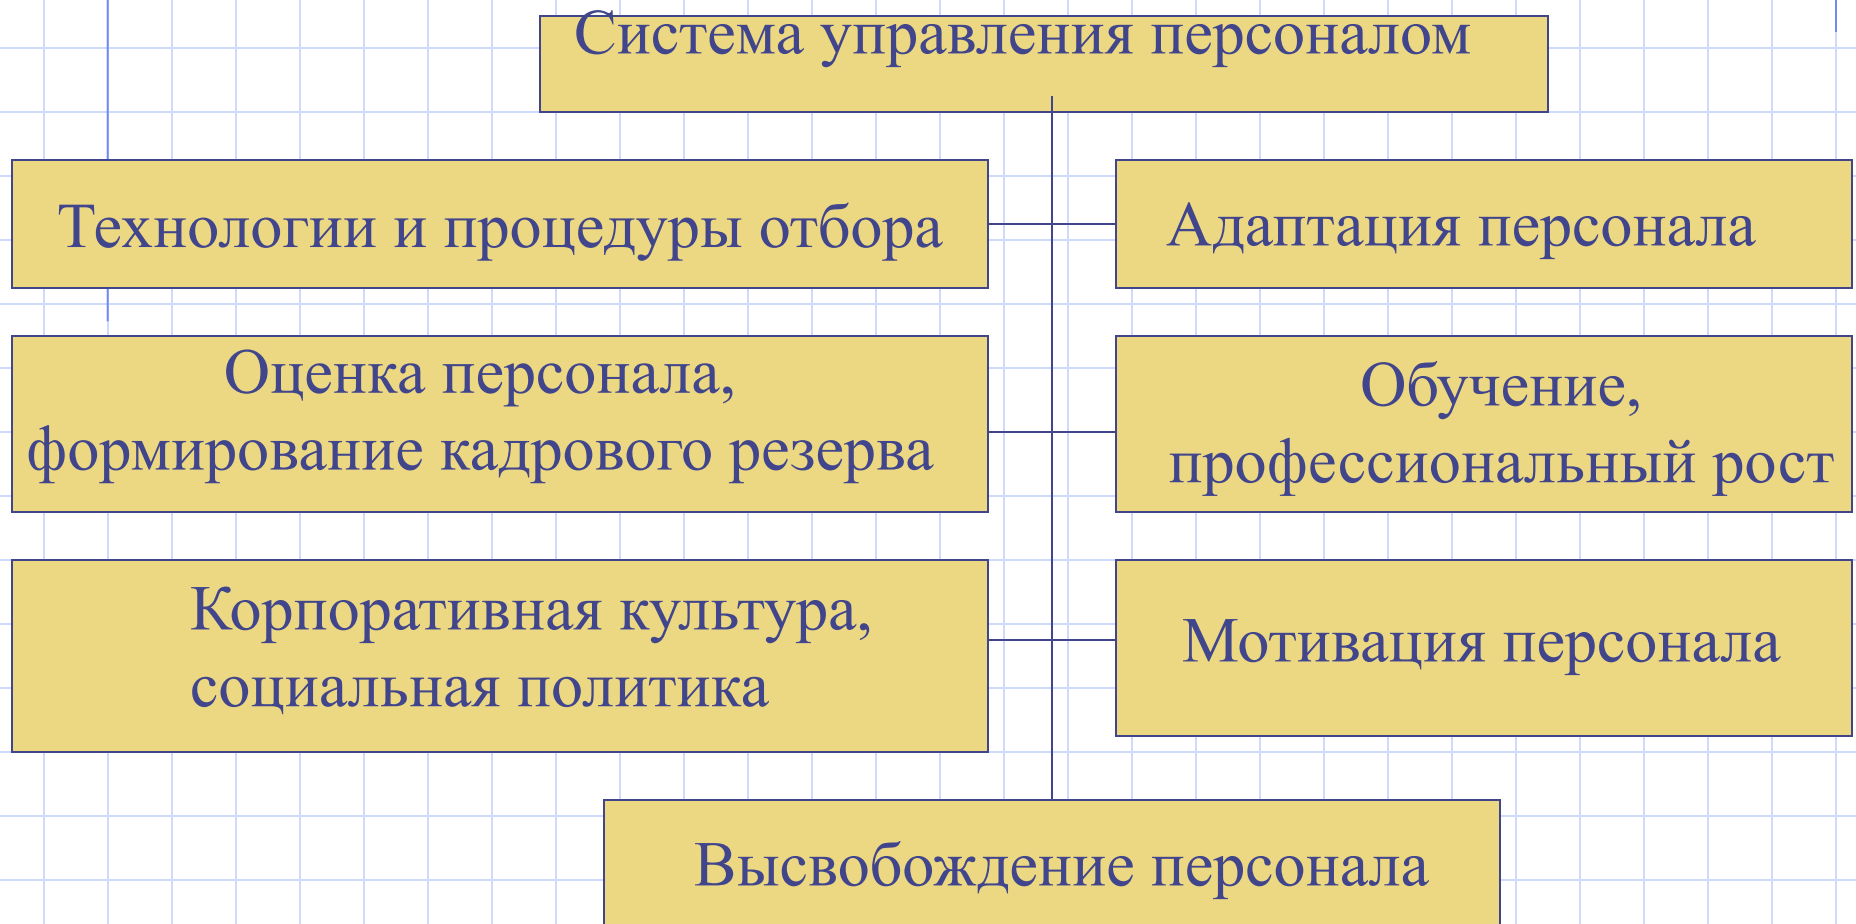 Система управления персоналом
Технологии и процедуры отбора
Адаптация персонала
Оценка персонала,
формирование кадрового резерва
Обучение,
профессиональный рост
Корпоративная культура,
социальная политика
Мотивация персонала
Высвобождение персонала